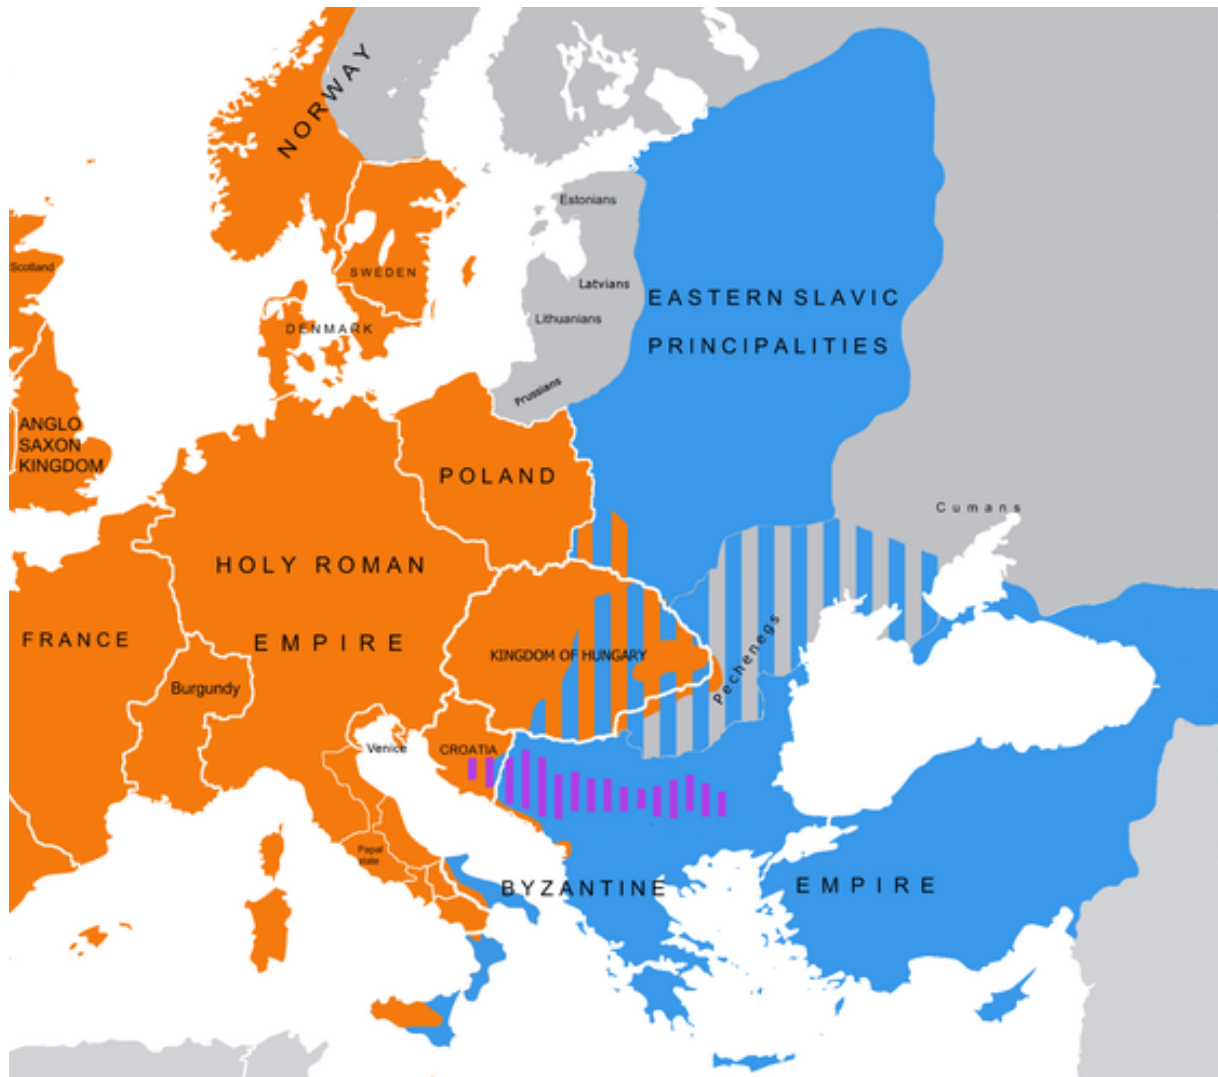 NORWAY
Estonians
Scotland
SWEDEN
Latvians
EASTERN SLAVIC
PRINCIPALITIES
Lithuanians
DENMARK
Prussians
ANGLO
SAXON
KINGDOM
POLAND
Cumans
HOLY ROMAN
EMPIRE
FRANCE
KINGDOM OF HUNGARY
Pechenegs
Burgundy
Venice
CROATIA
Papal
state
BYZANTINE EMPIRE